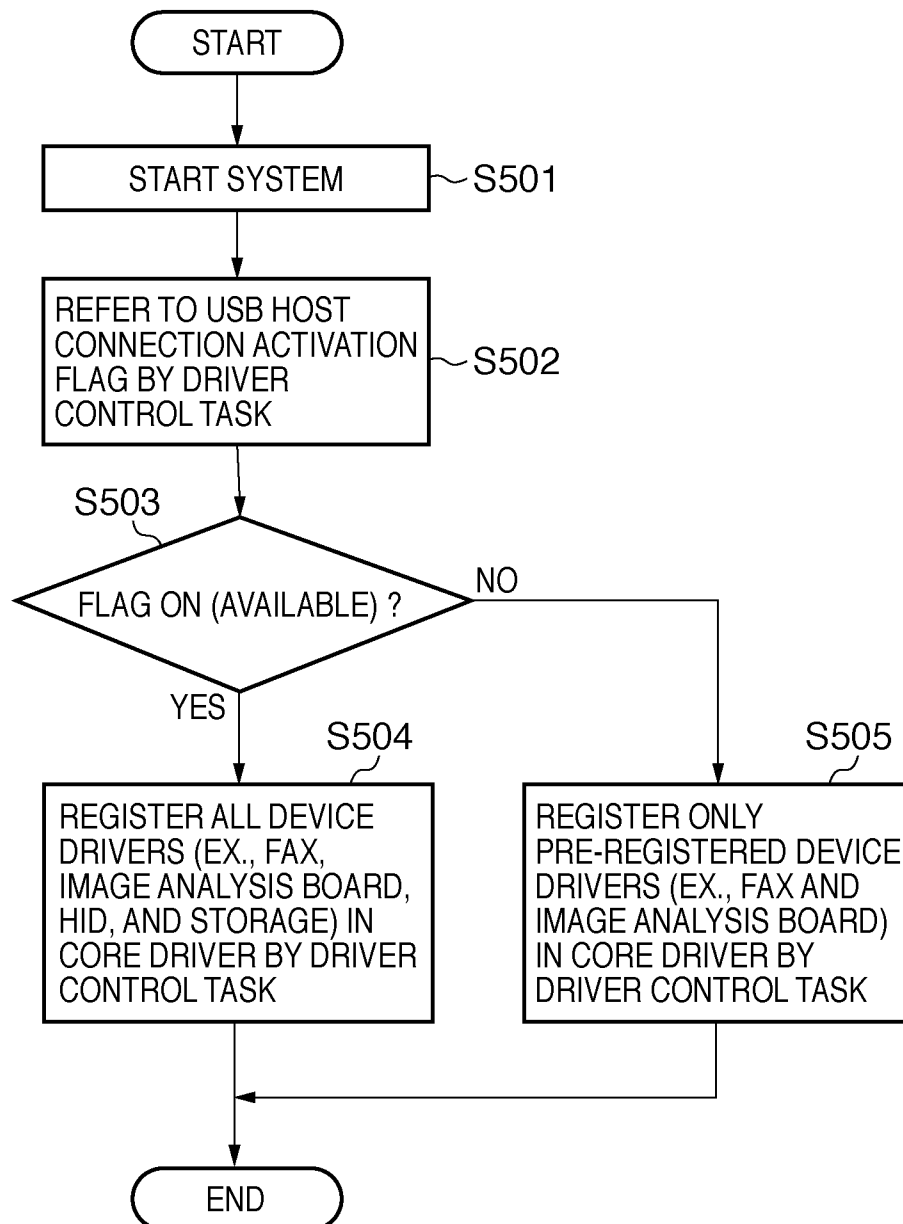 START
START SYSTEM
S501
REFER TO USB HOST
CONNECTION ACTIVATION
FLAG BY DRIVER
CONTROL TASK
S502
S503
FLAG ON (AVAILABLE) ?
NO
YES
S504
REGISTER ALL DEVICE
DRIVERS (EX., FAX,
IMAGE ANALYSIS BOARD,
HID, AND STORAGE) IN
CORE DRIVER BY DRIVER
CONTROL TASK
S505
REGISTER ONLY
PRE-REGISTERED DEVICE
DRIVERS (EX., FAX AND
IMAGE ANALYSIS BOARD)
IN CORE DRIVER BY
DRIVER CONTROL TASK
END